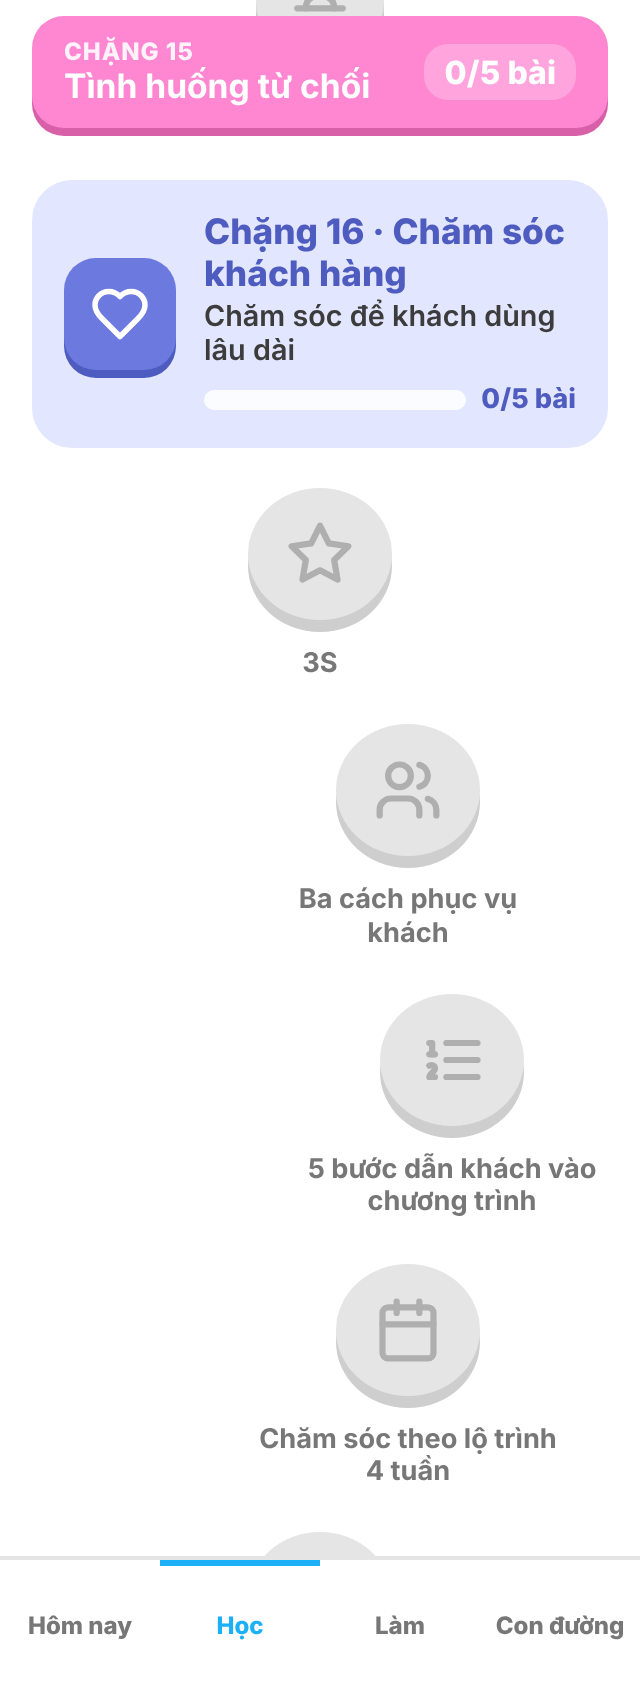 CHẶNG 15
Tình huống từ chối
0/5 bài
Chặng 16 · Chăm sóc
khách hàng
Chăm sóc để khách dùng
lâu dài
0/5 bài
3S
Ba cách phục vụ
khách
5 bước dẫn khách vào
chương trình
Chăm sóc theo lộ trình
4 tuần
Hôm nay
Học
Làm
Con đường